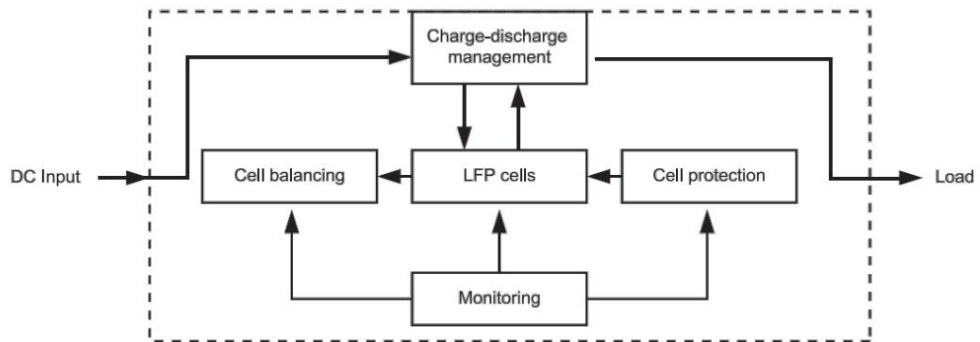 Charge-discharge
management
DC Input
Cell balancing
LFP cells
Cell protection
Load
Monitoring